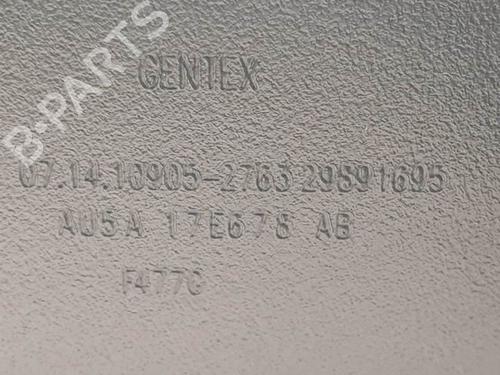 GENTEX
B-PARTS
07.14.10905-2763 29891695
AU5A 17E678 AB
F477C